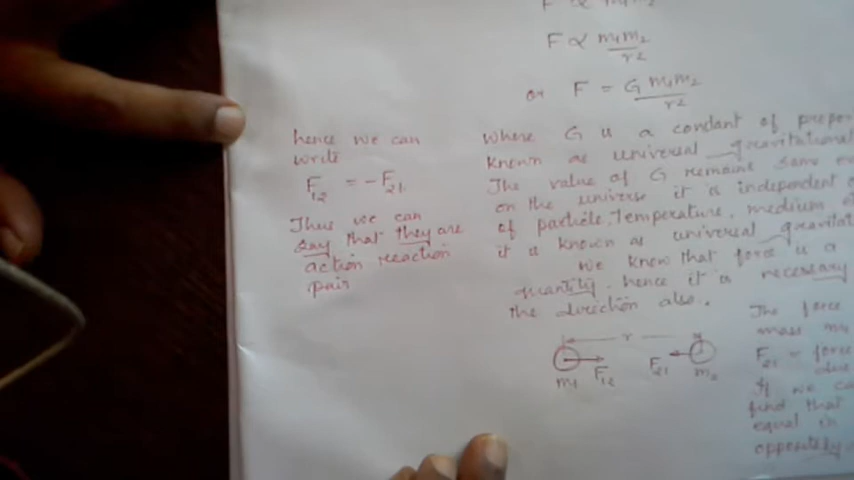 F ∝ m1m2
F ∝ m1m2/r2
or F = G m1m2/r2
where G is a constant of
known as universal gravitational
The value of G remains same
on the universe it is independent
of particle, Temperature, medium
it is known as universal
we know that force is a
quantity. hence it is necessary
the direction also.
r
m1 F12 F21 m2
The force
mass m1
F21 = force
If we
find that
equal in
oppositely
hence we can
write
F12 = -F21
Thus we can
say that they are
action reaction
pair